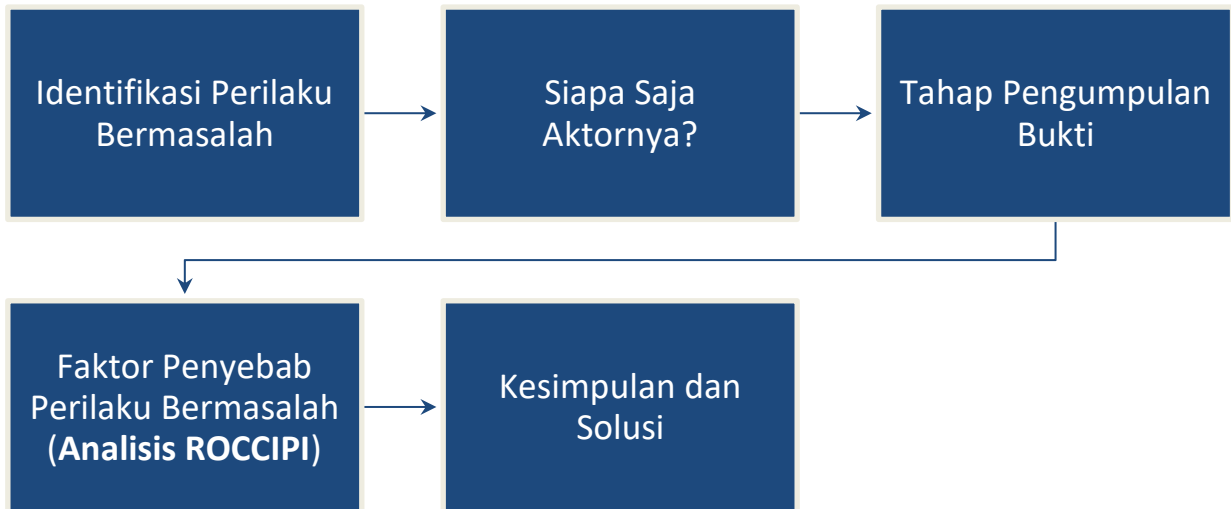 Identifikasi Perilaku
Bermasalah
Siapa Saja
Aktornya?
Tahap Pengumpulan
Bukti
Faktor Penyebab
Perilaku Bermasalah
(Analisis ROCCIPI)
Kesimpulan dan
Solusi